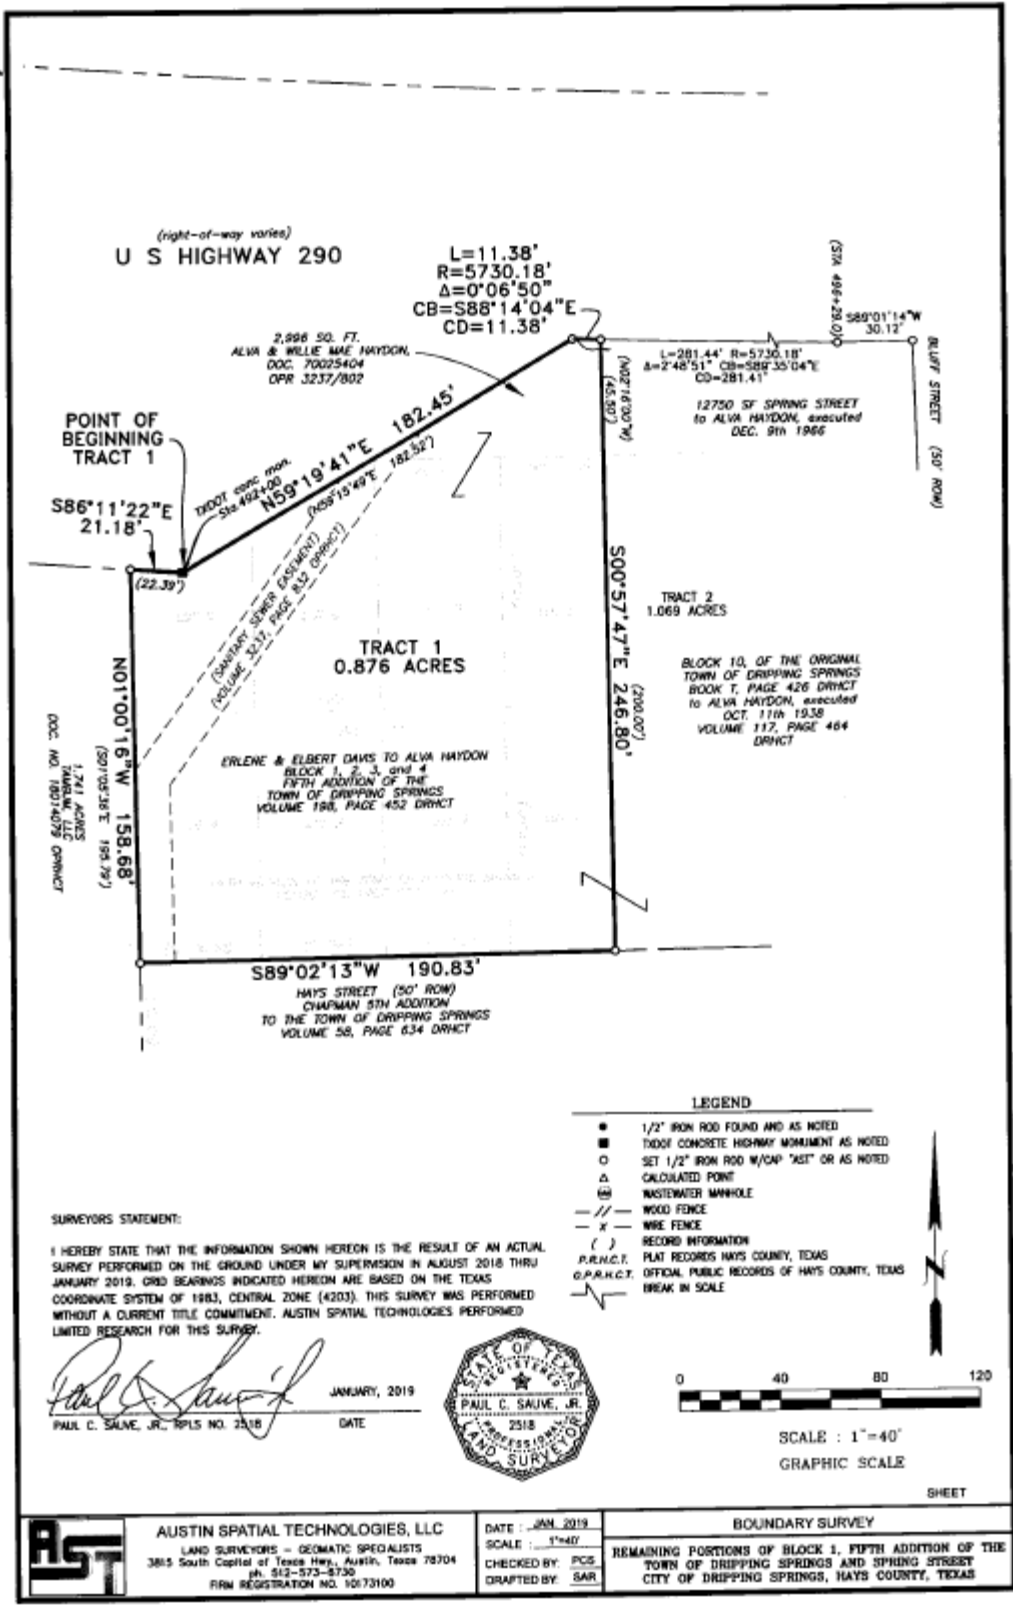 (right-of-way varies)
U S HIGHWAY 290
L=11.38'
R=5730.18'
Δ=0°06'50"
CB=S88°14'04"E
CD=11.38'
(STA 496+29.0)
S89°01'14"W
30.12'
BLUFF STREET (50' ROW)
2,996 SQ. FT.
ALVA & WILLIE MAE HAYDON,
DOC. 70025404
OPR 3237/802
L=281.44' R=5730.18'
Δ=2°48'51" CB=S89°35'04"E
CD=281.41'
(N02°16'00"W)
(45.50')
12750 SF SPRING STREET
to ALVA HAYDON, executed
DEC. 9th 1966
POINT OF
BEGINNING
TRACT 1
N59°19'41"E 182.45'
(N59°15'49"E 182.52')
TXDOT conc mon.
Sta.492+00
S86°11'22"E
21.18'
(22.39')
(SANITARY SEWER EASEMENT)
(VOLUME 3237, PAGE 832 OPRHCT)
TRACT 1
0.876 ACRES
S00°57'47"E 246.80'
(200.00')
TRACT 2
1.069 ACRES
BLOCK 10, OF THE ORIGINAL
TOWN OF DRIPPING SPRINGS
BOOK T, PAGE 426 DRHCT
to ALVA HAYDON, executed
OCT. 11th 1938
VOLUME 117, PAGE 464
DRHCT
N01°00'16"W 158.68'
(S01°05'36"E 195.79')
1.741 ACRES
LLC
DOC. NO. 18014079 OPRHCT
ERLENE & ELBERT DAVIS TO ALVA HAYDON
BLOCK 1, 2, 3, and 4
FIFTH ADDITION OF THE
TOWN OF DRIPPING SPRINGS
VOLUME 198, PAGE 452 DRHCT
S89°02'13"W 190.83'
HAYS STREET (50' ROW)
CHAPMAN 5TH ADDITION
TO THE TOWN OF DRIPPING SPRINGS
VOLUME 58, PAGE 634 DRHCT
LEGEND
1/2" IRON ROD FOUND AND AS NOTED
TXDOT CONCRETE HIGHWAY MONUMENT AS NOTED
SET 1/2" IRON ROD W/CAP "AST" OR AS NOTED
CALCULATED POINT
WASTEWATER MANHOLE
WOOD FENCE
WIRE FENCE
( ) RECORD INFORMATION
P.R.H.C.T. PLAT RECORDS HAYS COUNTY, TEXAS
O.P.R.H.C.T. OFFICIAL PUBLIC RECORDS OF HAYS COUNTY, TEXAS
BREAK IN SCALE
N
SURVEYORS STATEMENT:
I HEREBY STATE THAT THE INFORMATION SHOWN HEREON IS THE RESULT OF AN ACTUAL
SURVEY PERFORMED ON THE GROUND UNDER MY SUPERVISION IN AUGUST 2018 THRU
JANUARY 2019. GRID BEARINGS INDICATED HEREON ARE BASED ON THE TEXAS
COORDINATE SYSTEM OF 1983, CENTRAL ZONE (4203). THIS SURVEY WAS PERFORMED
WITHOUT A CURRENT TITLE COMMITMENT. AUSTIN SPATIAL TECHNOLOGIES PERFORMED
LIMITED RESEARCH FOR THIS SURVEY.
JANUARY, 2019
PAUL C. SAUVE, JR., RPLS NO. 2518
DATE
STATE OF TEXAS
REGISTERED
PAUL C. SAUVE, JR.
2518
PROFESSIONAL
LAND SURVEYOR
0 40 80 120
SCALE : 1"=40'
GRAPHIC SCALE
SHEET
AST
AUSTIN SPATIAL TECHNOLOGIES, LLC
LAND SURVEYORS - GEOMATIC SPECIALISTS
3815 South Capital of Texas Hwy., Austin, Texas 78704
ph. 512-573-8730
FIRM REGISTRATION NO. 10173100
DATE : JAN. 2019
SCALE : 1"=40'
CHECKED BY: PCS
DRAFTED BY: SAR
BOUNDARY SURVEY
REMAINING PORTIONS OF BLOCK 1, FIFTH ADDITION OF THE
TOWN OF DRIPPING SPRINGS AND SPRING STREET
CITY OF DRIPPING SPRINGS, HAYS COUNTY, TEXAS